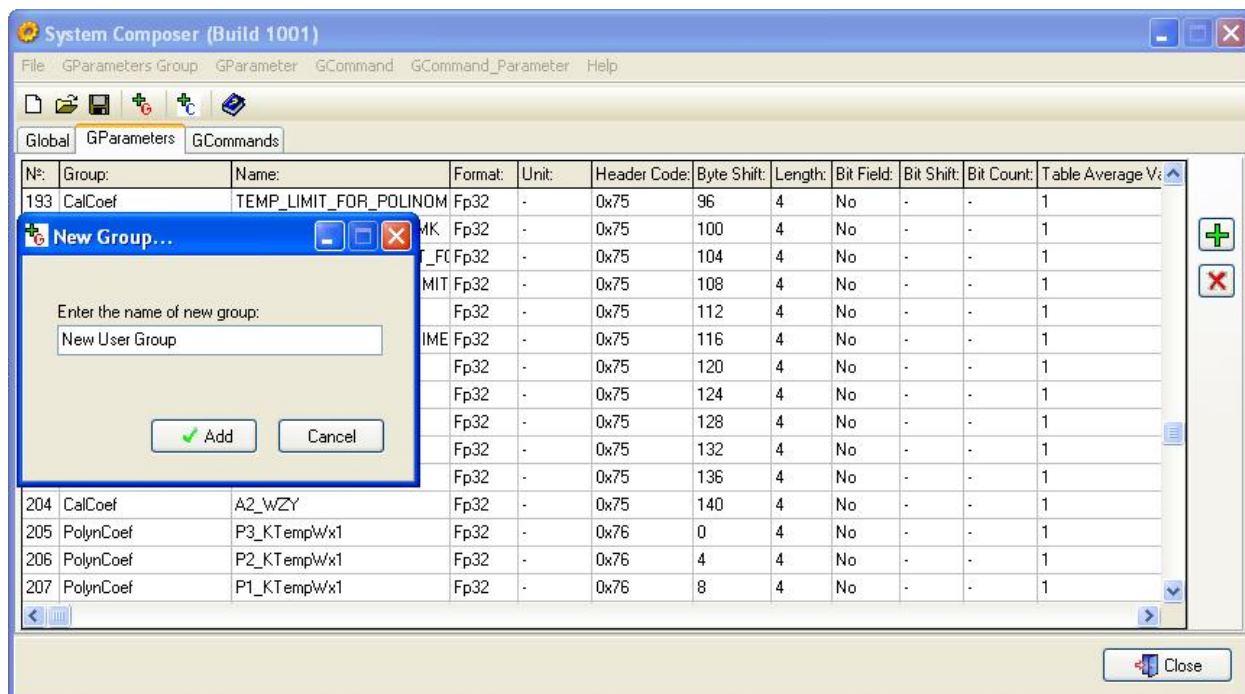 System Composer (Build 1001)
File GParameters Group GParameter GCommand GCommand_Parameter Help
G C
Global GParameters GCommands
Nº: Group: Name: Format: Unit: Header Code: Byte Shift: Length: Bit Field: Bit Shift: Bit Count: Table Average
193 CalCoef TEMP_LIMIT_FOR_POLINOM Fp32 - 0x75 96 4 No - - 1
MK Fp32 - 0x75 100 4 No - - 1
Fp32 - 0x75 104 4 No - - 1
MIT Fp32 - 0x75 108 4 No - - 1
Fp32 - 0x75 112 4 No - - 1
IME Fp32 - 0x75 116 4 No - - 1
Fp32 - 0x75 120 4 No - - 1
Fp32 - 0x75 124 4 No - - 1
Fp32 - 0x75 128 4 No - - 1
Fp32 - 0x75 132 4 No - - 1
Fp32 - 0x75 136 4 No - - 1
204 CalCoef A2_WZY Fp32 - 0x75 140 4 No - - 1
205 PolynCoef P3_KTempWx1 Fp32 - 0x76 0 4 No - - 1
206 PolynCoef P2_KTempWx1 Fp32 - 0x76 4 4 No - - 1
207 PolynCoef P1_KTempWx1 Fp32 - 0x76 8 4 No - - 1
G New Group...
Enter the name of new group:
New User Group
Add Cancel
Close